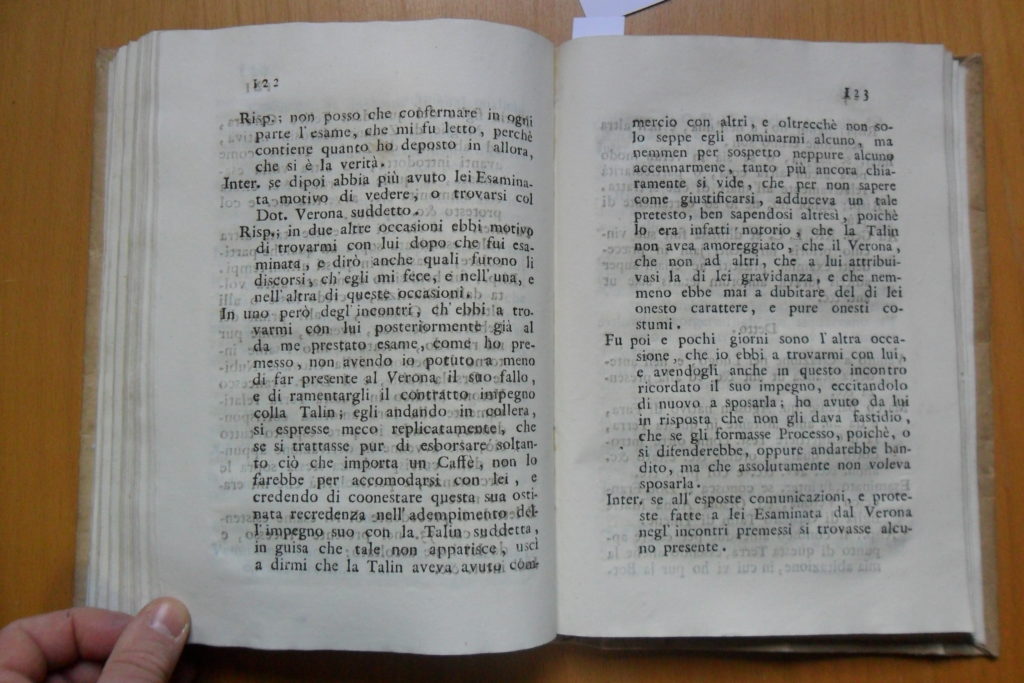 122
Risp.; non posso che confermare in ogni
parte l'esame, che mi fu letto, perchè
contiene quanto ho deposto in allora,
che si è la verità.
Inter. se dipoi abbia più avuto lei Esamina-
ta motivo di vedere, o trovarsi col
Dot. Verona suddetto.
Risp.; in due altre occasioni ebbi motivo
di trovarmi con lui dopo che fui esa-
minata, e dirò anche quali furono li
discorsi, ch'egli mi fece, e nell'una, e
nell'altra di queste occasioni.
In uno però degl'incontri, ch'ebbi a tro-
varmi con lui posteriormente già al
da me prestato esame, come ho pre-
messo, non avendo io potuto a meno
di far presente al Verona il suo fallo,
e di ramentargli il contratto impegno
colla Talin; egli andando in collera,
si espresse meco replicatamente, che
se si trattasse pur di esborsare soltan-
to ciò che importa un Caffè, non lo
farebbe per accomodarsi con lei, e
credendo di coonestare questa sua osti-
nata recredenza nell'adempimento del-
l'impegno suo con la Talin suddetta,
in guisa che tale non apparisce, uscì
a dirmi che la Talin aveva avuto com-
123
mercio con altri, e oltrecchè non so-
lo seppe egli nominarmi alcuno, ma
nemmen per sospetto neppure alcuno
accennarmene, tanto più ancora chia-
ramente si vide, che per non sapere
come giustificarsi, adduceva un tale
pretesto, ben sapendosi altresì, poichè
lo era infatti notorio, che la Talin
non avea amoreggiato, che il Verona,
che non ad altri, che a lui attribui-
vasi la di lei gravidanza, e che nem-
meno ebbe mai a dubitare del di lei
onesto carattere, e pure onesti co-
stumi.
Fu poi e pochi giorni sono l'altra occa-
sione, che io ebbi a trovarmi con lui,
e avendogli anche in questo incontro
ricordato il suo impegno, eccitandolo
di nuovo a sposarla; ho avuto da lui
in risposta che non gli dava fastidio,
che se gli formasse Processo, poichè, o
si difenderebbe, oppure andarebbe ban-
dito, ma che assolutamente non voleva
sposarla.
Inter. se all'esposte comunicazioni, e prote-
ste fatte a lei Esaminata dal Verona
negl'incontri premessi si trovasse alcu-
no presente.